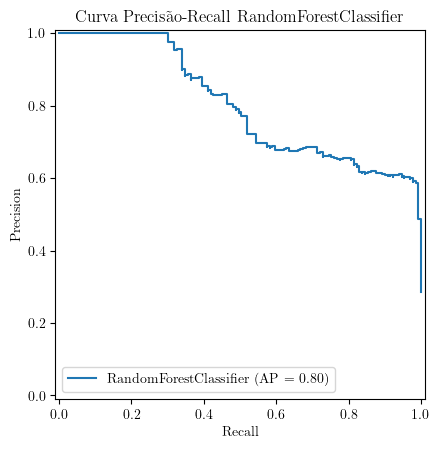 Curva Precisão-Recall RandomForestClassifier
1.0
0.8
0.6
0.4
0.2
0.0
Precision
RandomForestClassifier (AP = 0.80)
0.0 0.2 0.4 0.6 0.8 1.0
Recall